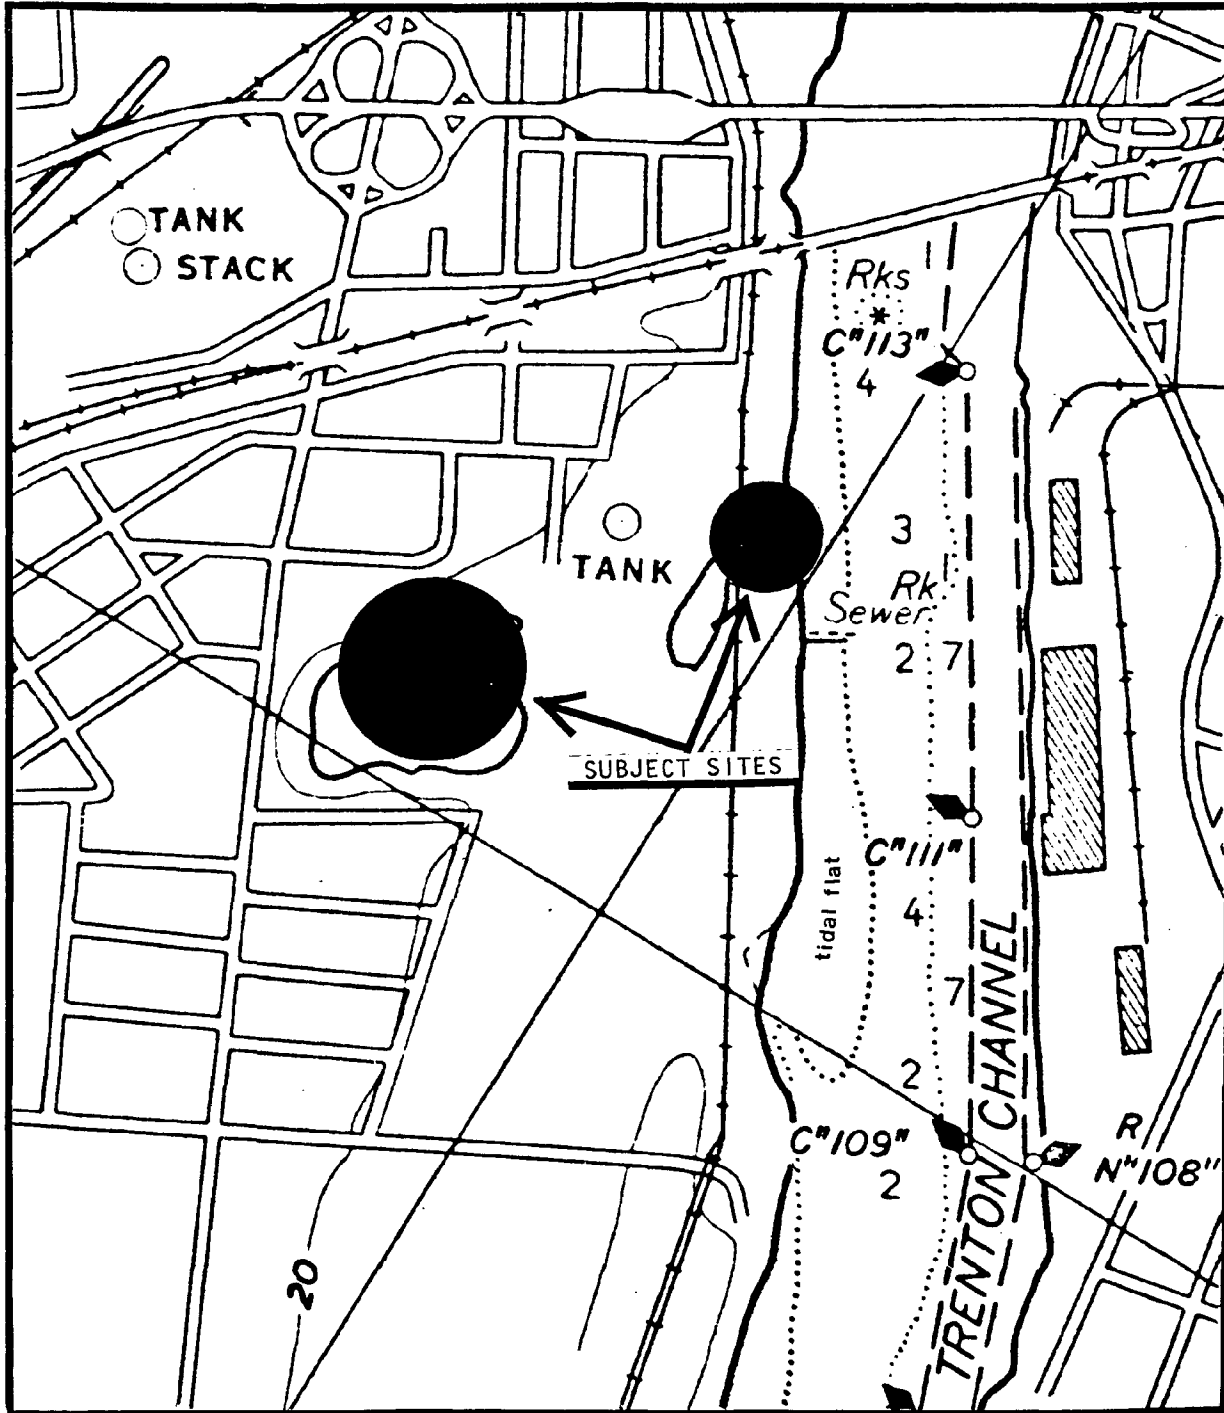 TANK
STACK
Rks
C"113"
4
3
TANK
Rk
Sewer
2 7
SUBJECT SITES
C"111"
tidal flat
4
7
2
C"109"
R
N"108"
2
20
TRENTON CHANNEL